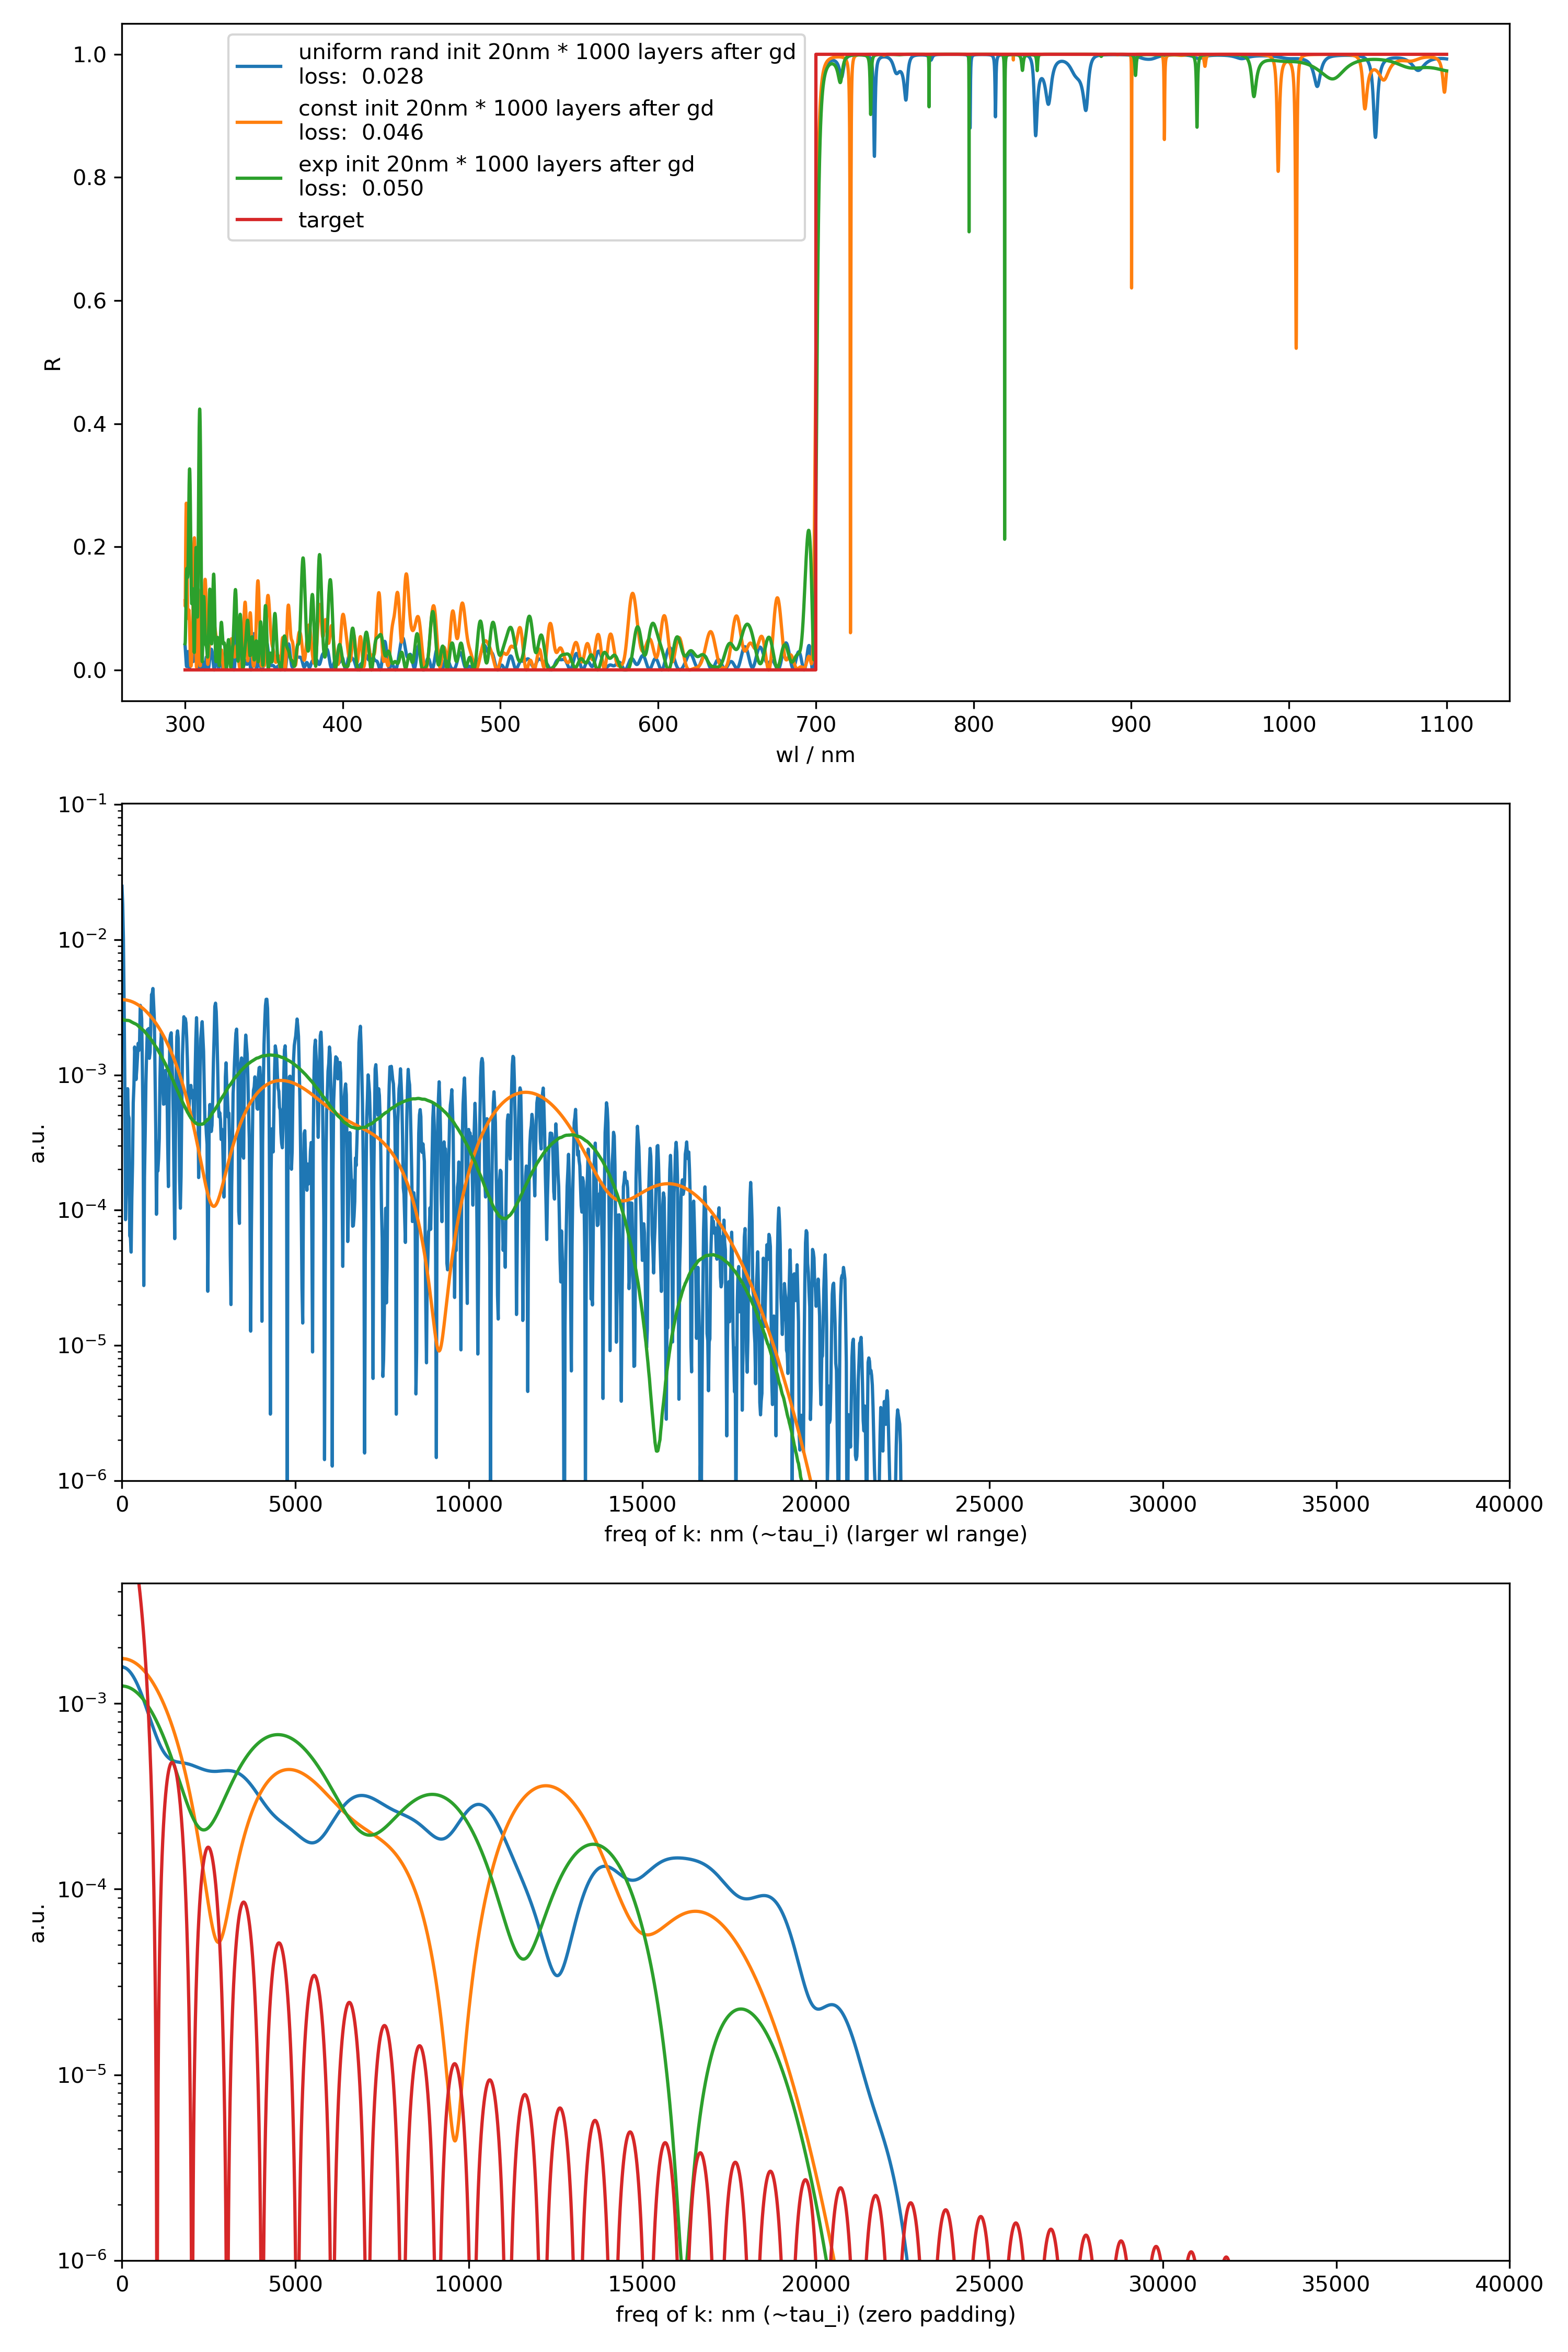 1.0
0.8
0.6
0.4
0.2
0.0
R
uniform rand init 20nm * 1000 layers after gd
loss:  0.028
const init 20nm * 1000 layers after gd
loss:  0.046
exp init 20nm * 1000 layers after gd
loss:  0.050
target
300 400 500 600 700 800 900 1000 1100
wl / nm
10⁻¹
10⁻²
10⁻³
10⁻⁴
10⁻⁵
10⁻⁶
a.u.
0 5000 10000 15000 20000 25000 30000 35000 40000
freq of k: nm (~tau_i) (larger wl range)
10⁻³
10⁻⁴
10⁻⁵
10⁻⁶
a.u.
0 5000 10000 15000 20000 25000 30000 35000 40000
freq of k: nm (~tau_i) (zero padding)